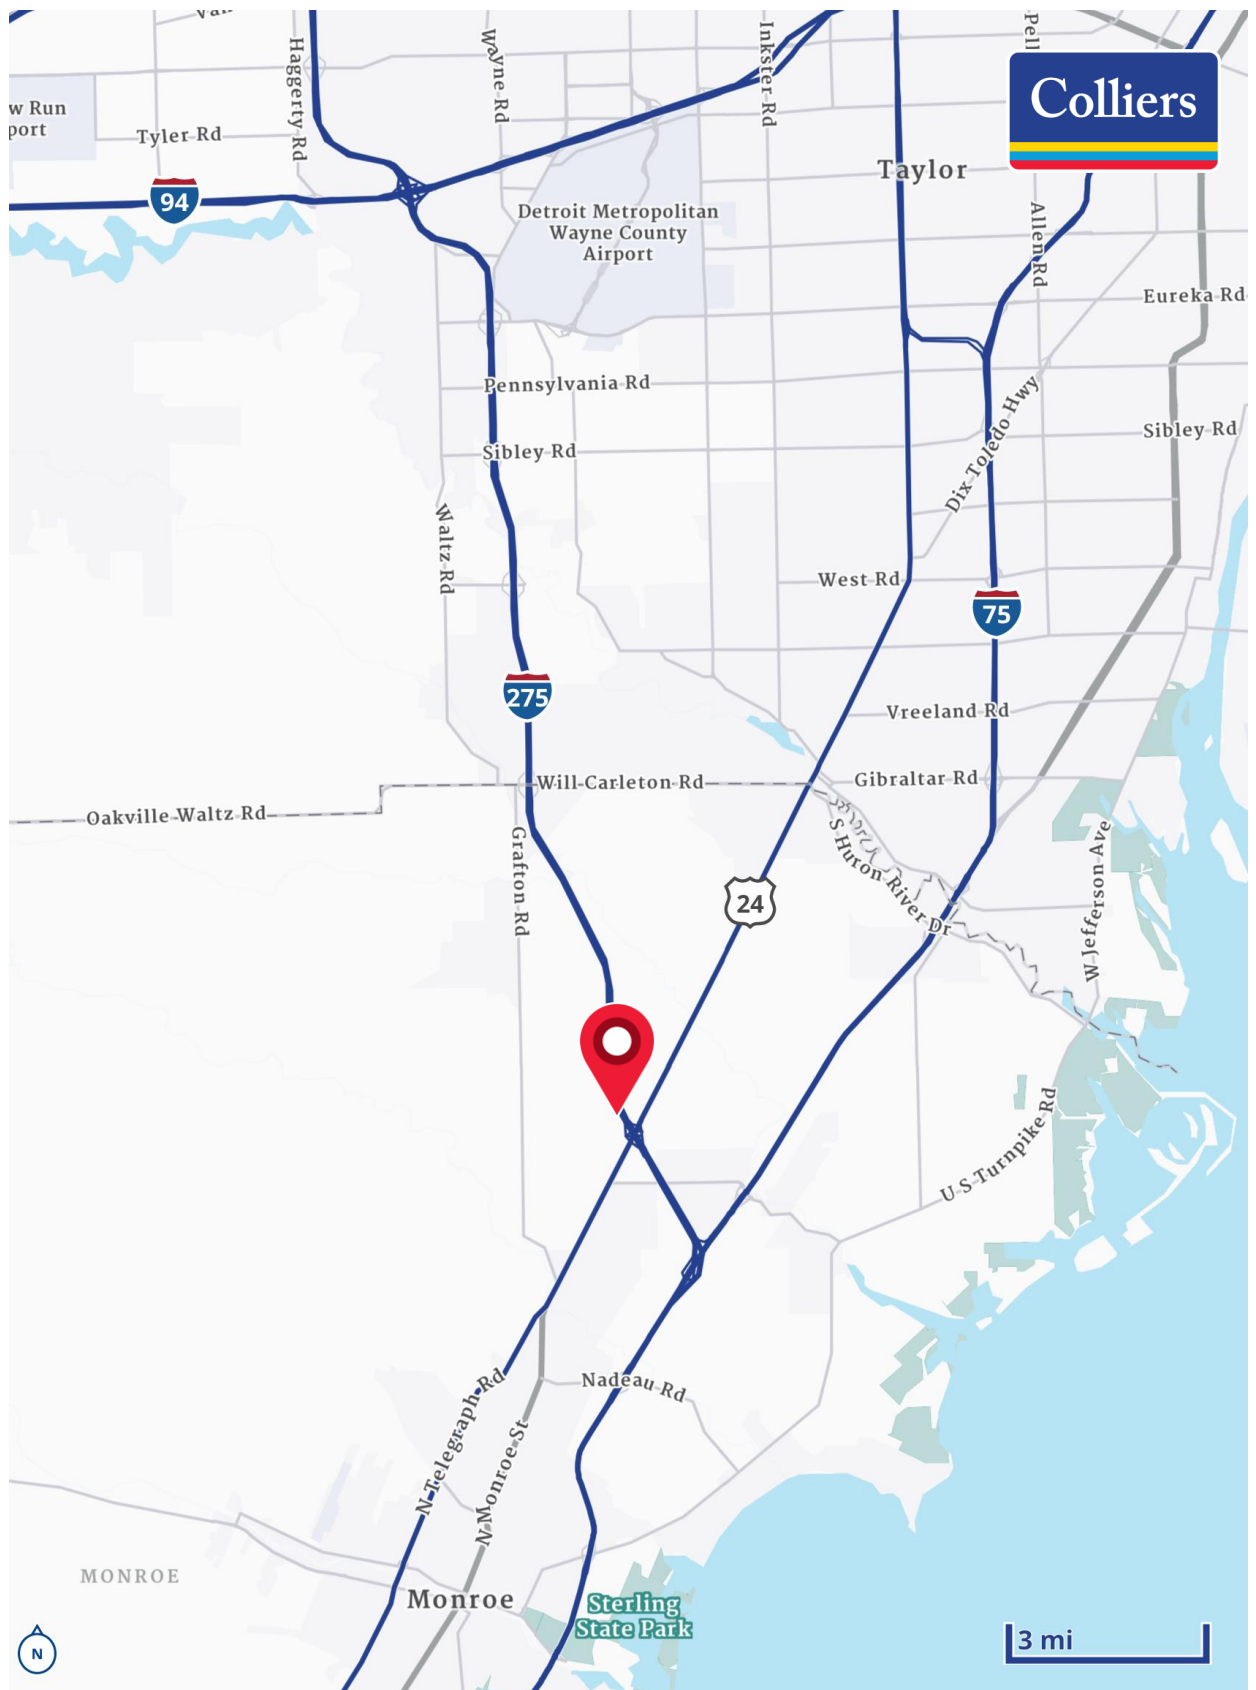 Haggerty Rd
Wayne Rd
Inkster Rd
Pell
w Run
port
Tyler Rd
Colliers
94
Taylor
Detroit Metropolitan
Wayne County
Airport
Allen Rd
Eureka Rd
Pennsylvania Rd
Dix Toledo Hwy
Sibley Rd
Sibley Rd
Waltz Rd
West Rd
75
275
Vreeland Rd
Will Carleton Rd
Gibraltar Rd
Oakville Waltz Rd
Grafton Rd
S Huron River Dr
W Jefferson Ave
24
U S Turnpike Rd
Nadeau Rd
N Telegraph Rd
N Monroe St
MONROE
Monroe
Sterling
State Park
N
3 mi